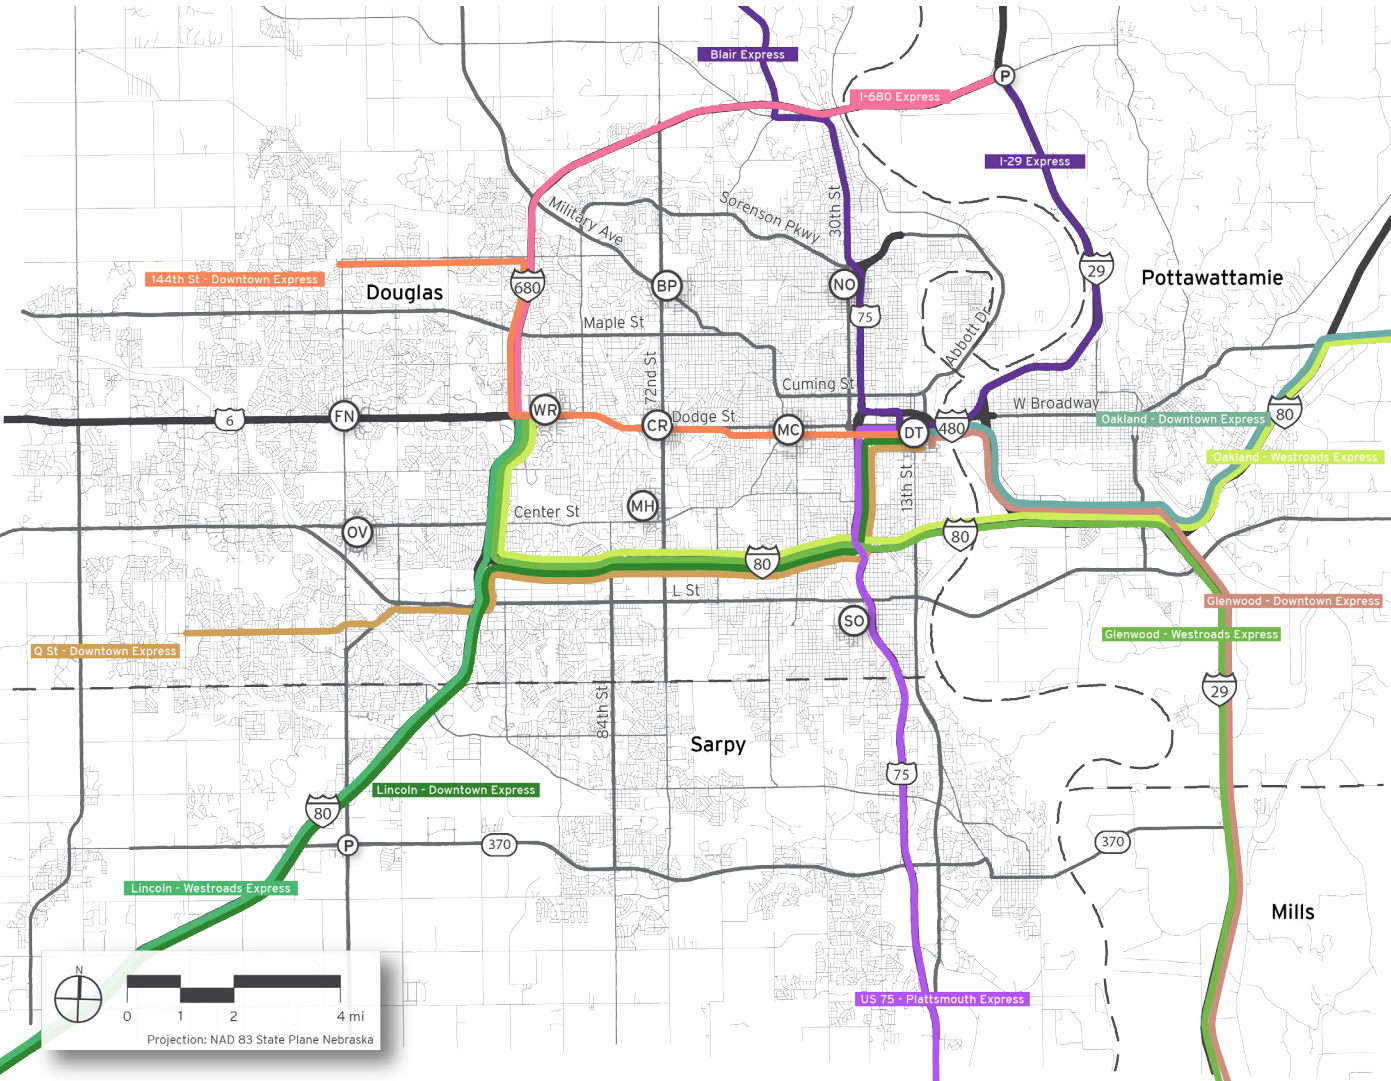 Blair Express
P
I-680 Express
I-29 Express
Military Ave
Sorenson Pkwy
30th St
144th St - Downtown Express
680
Douglas
BP
NO
29
Pottawattamie
75
Maple St
Abbott Dr
72nd St
Cuming St
W Broadway
6
FN
WR
CR
Dodge St
MC
DT
480
Oakland - Downtown Express
80
Oakland - Westroads Express
13th St
Center St
MH
OV
80
80
L St
SO
Glenwood - Downtown Express
Glenwood - Westroads Express
Q St - Downtown Express
29
84th St
Sarpy
75
Lincoln - Downtown Express
80
P
370
370
Lincoln - Westroads Express
Mills
US 75 - Plattsmouth Express
N
0 1 2 4 mi
Projection: NAD 83 State Plane Nebraska